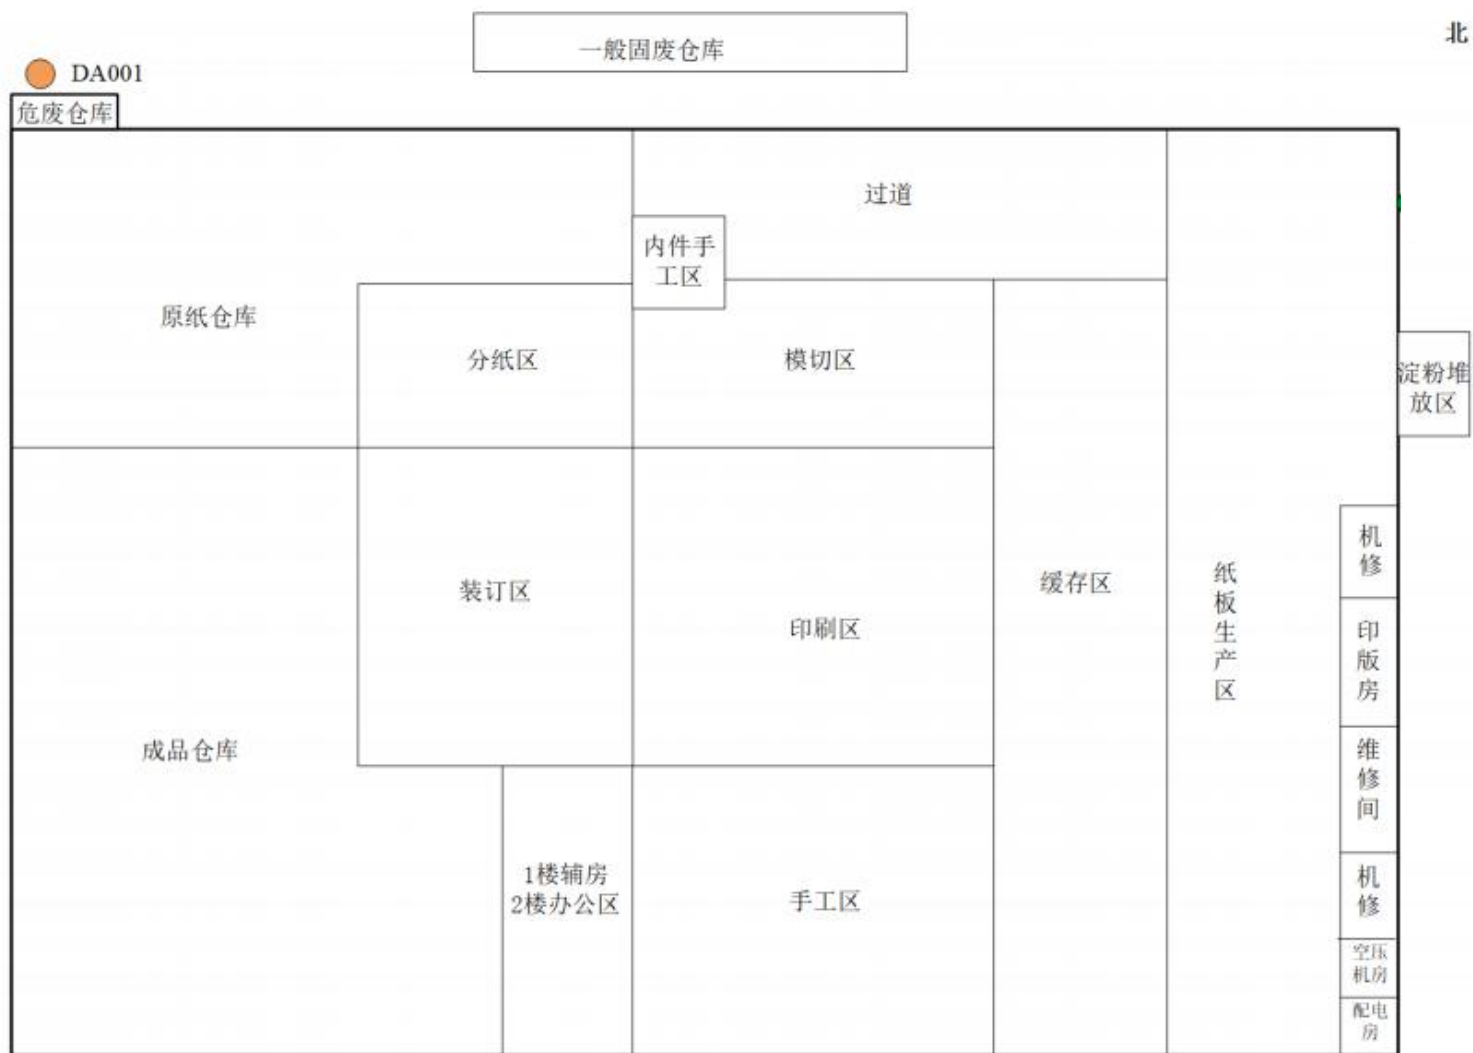 一般固废仓库
北
DA001
危废仓库
过道
内件手
工区
原纸仓库
分纸区
模切区
淀粉堆
放区
机修
装订区
缓存区
纸板生产区
印刷区
印版房
成品仓库
维修间
1楼辅房
2楼办公区
手工区
机修
空压
机房
配电
房